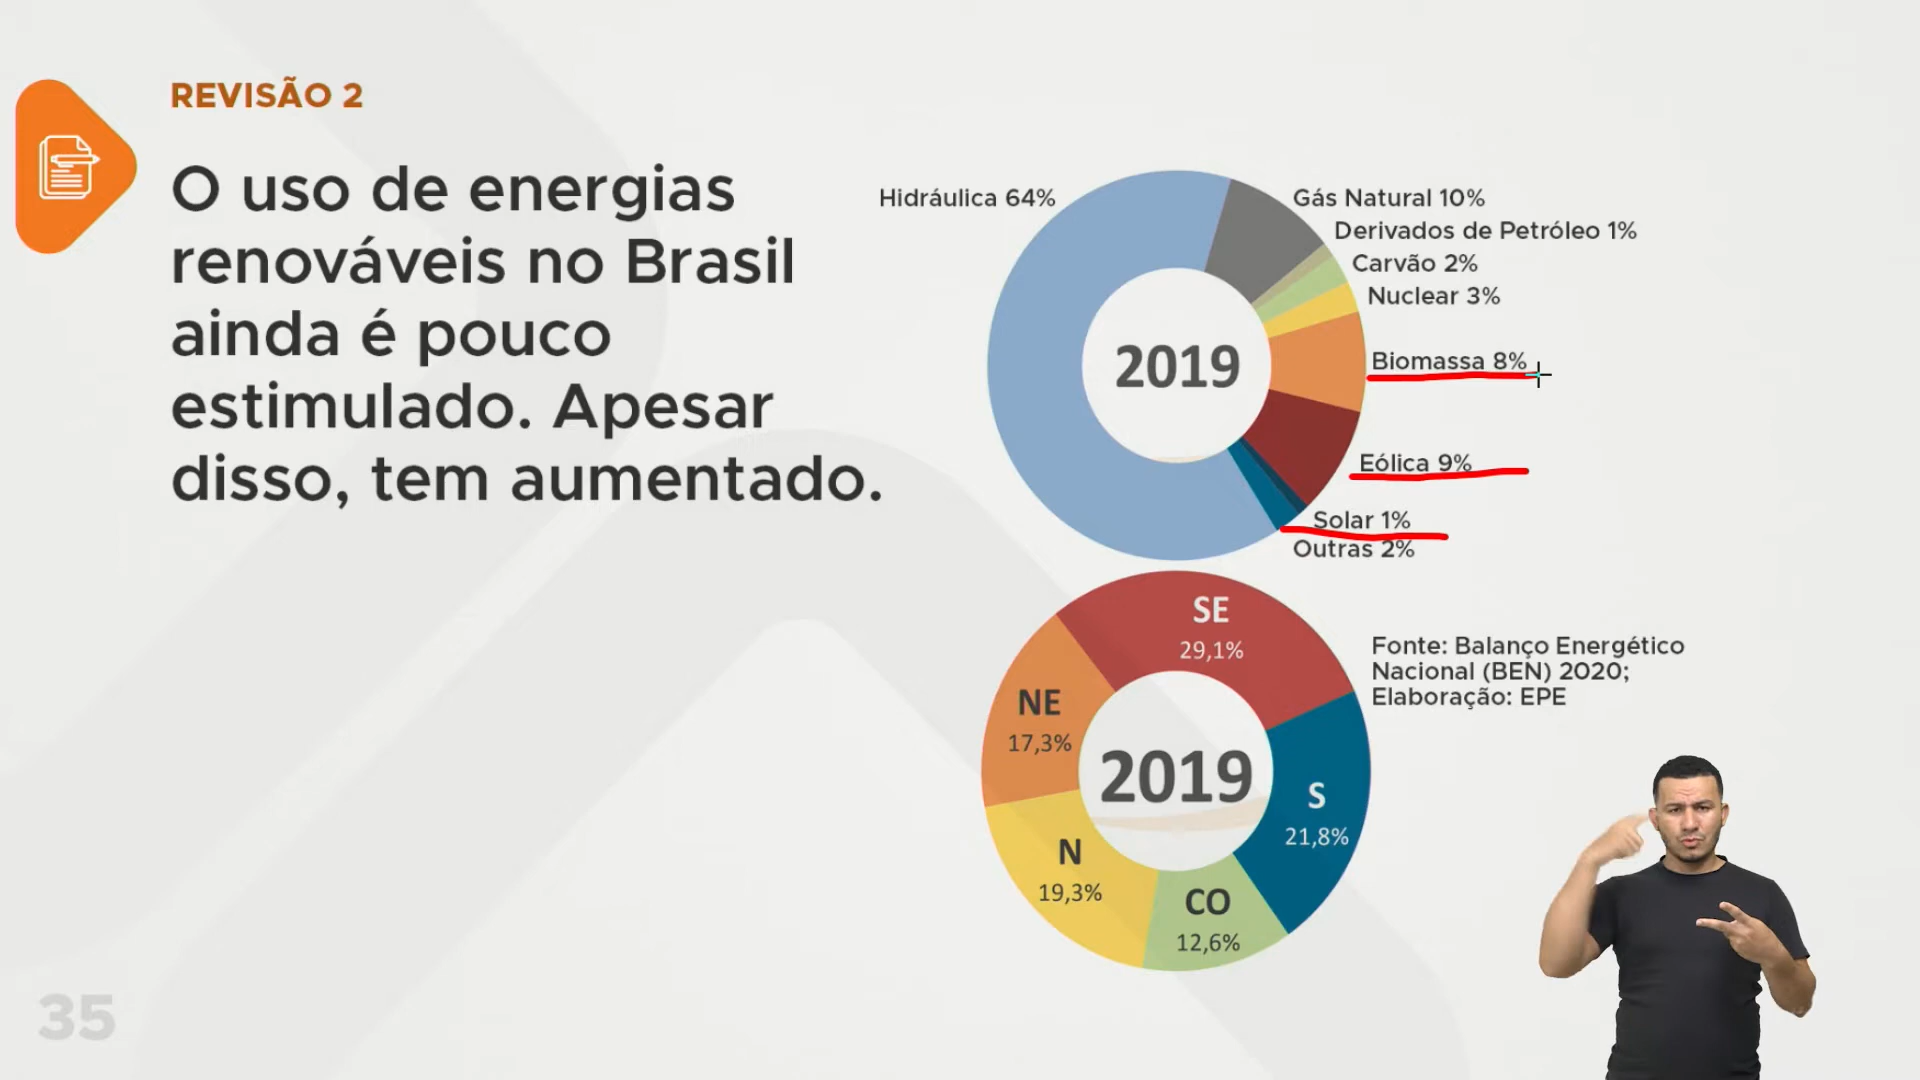 REVISÃO 2
O uso de energias
renováveis no Brasil
ainda é pouco
estimulado. Apesar
disso, tem aumentado.
Hidráulica 64%
Gás Natural 10%
Derivados de Petróleo 1%
Carvão 2%
Nuclear 3%
Biomassa 8%
Eólica 9%
Solar 1%
Outras 2%
2019
SE
29,1%
NE
17,3%
S
21,8%
N
19,3%
CO
12,6%
2019
Fonte: Balanço Energético
Nacional (BEN) 2020;
Elaboração: EPE
35